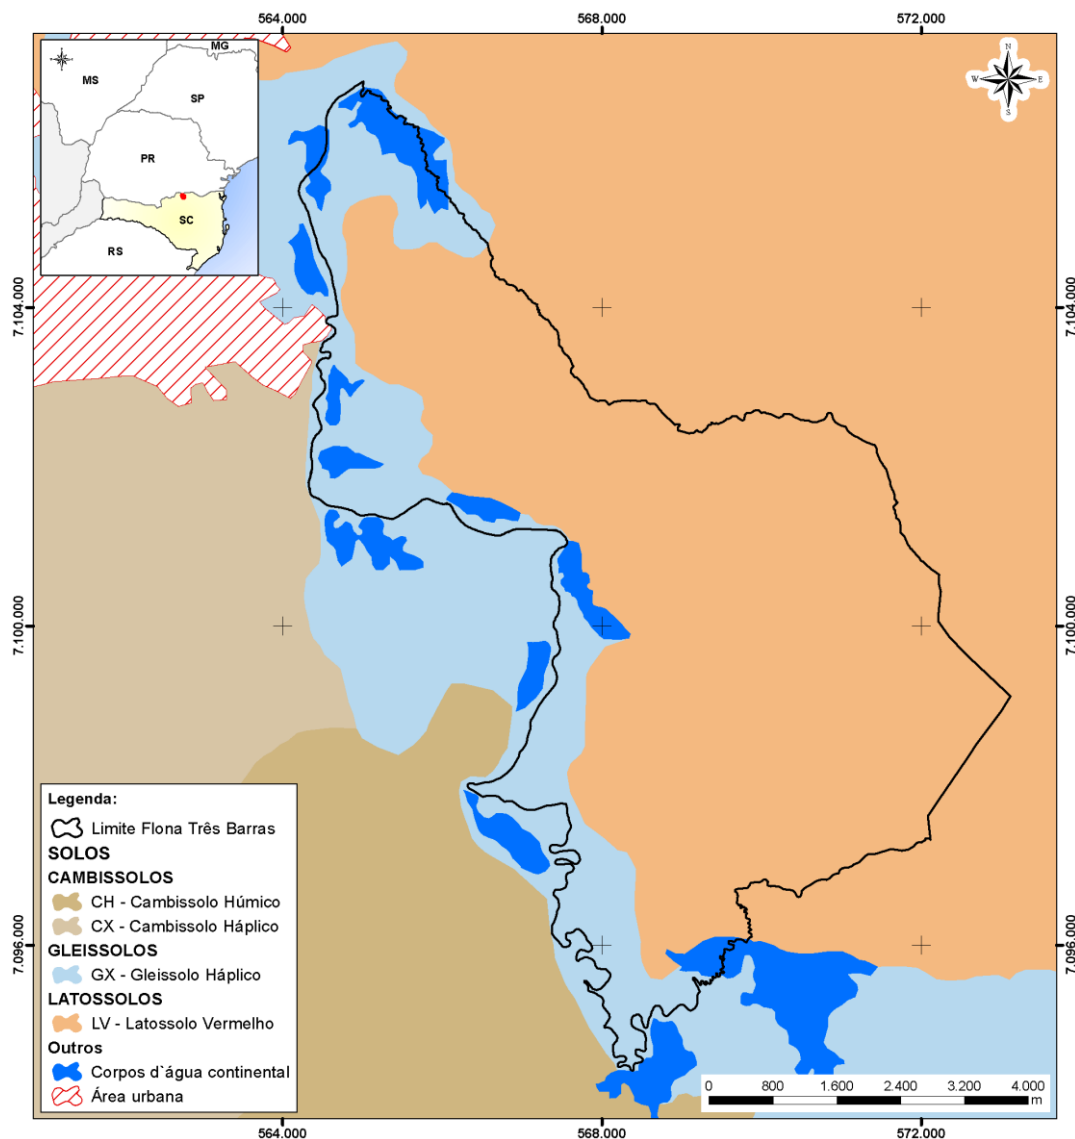 564.000 568.000 572.000
MG
MS
SP
PR
SC
RS
N
W E
S
7.104.000 7.104.000
7.100.000 7.100.000
7.096.000 7.096.000
Legenda:
Limite Flona Três Barras
SOLOS
CAMBISSOLOS
CH - Cambissolo Húmico
CX - Cambissolo Háplico
GLEISSOLOS
GX - Gleissolo Háplico
LATOSSOLOS
LV - Latossolo Vermelho
Outros
Corpos d`água continental
Área urbana
0 800 1.600 2.400 3.200 4.000
m
564.000 568.000 572.000